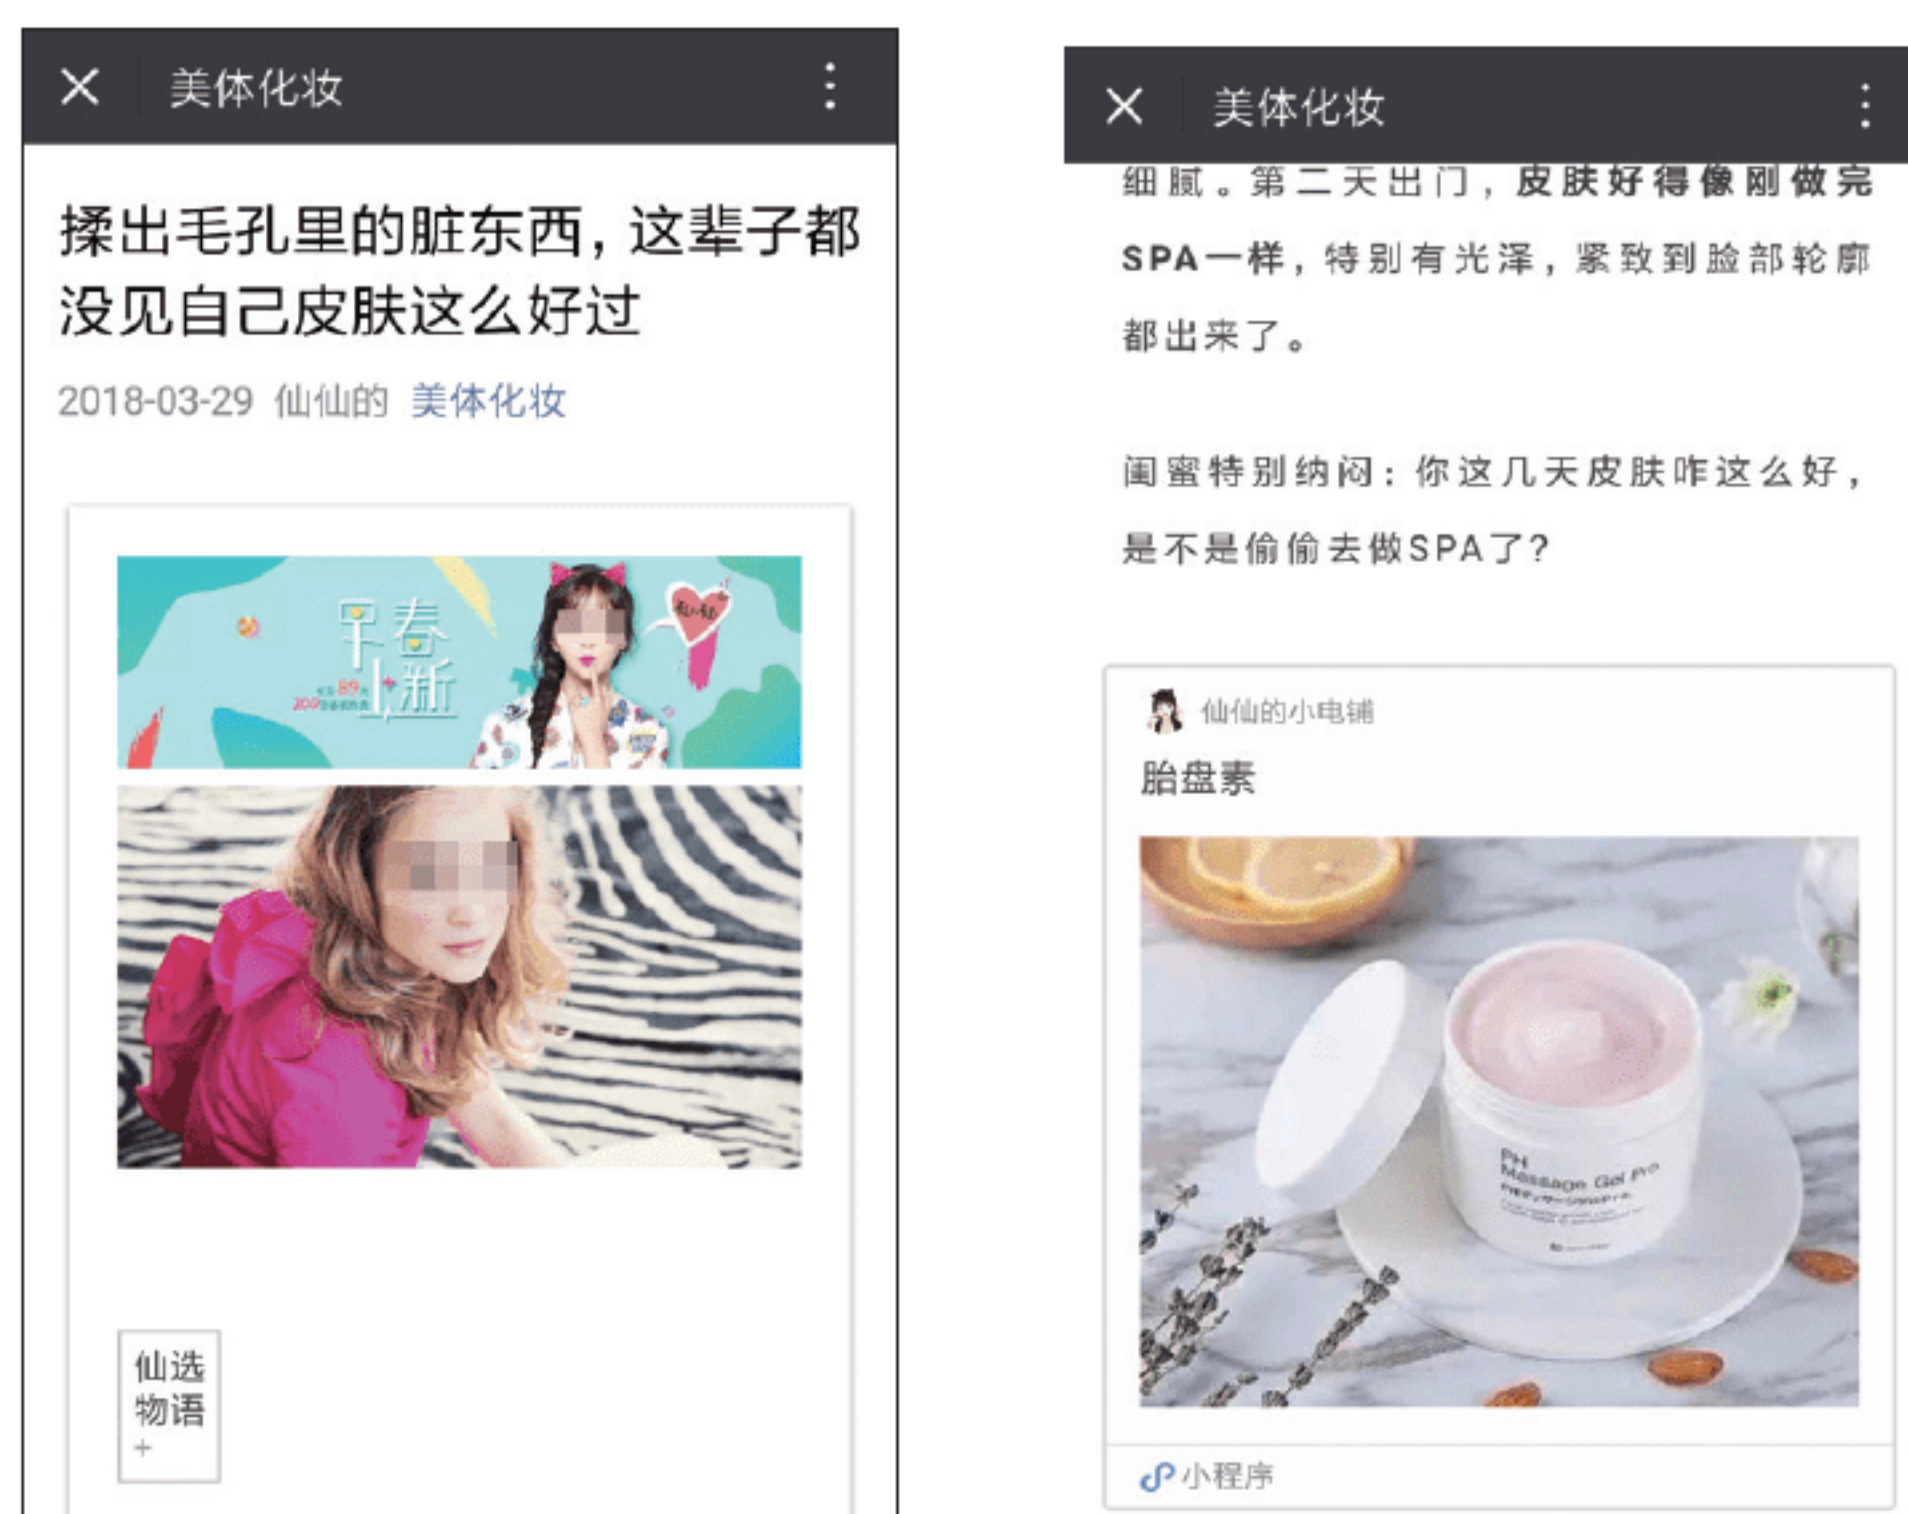 美体化妆
揉出毛孔里的脏东西，这辈子都
没见自己皮肤这么好过
2018-03-29 仙仙的 美体化妆
早春
上新
仙选
物语
+
美体化妆
细腻。第二天出门，皮肤好得像刚做完
SPA一样，特别有光泽，紧致到脸部轮廓
都出来了。
闺蜜特别纳闷：你这几天皮肤咋这么好，
是不是偷偷去做SPA了？
仙仙的小电铺
胎盘素
PH
Massage Gel Pro
小程序